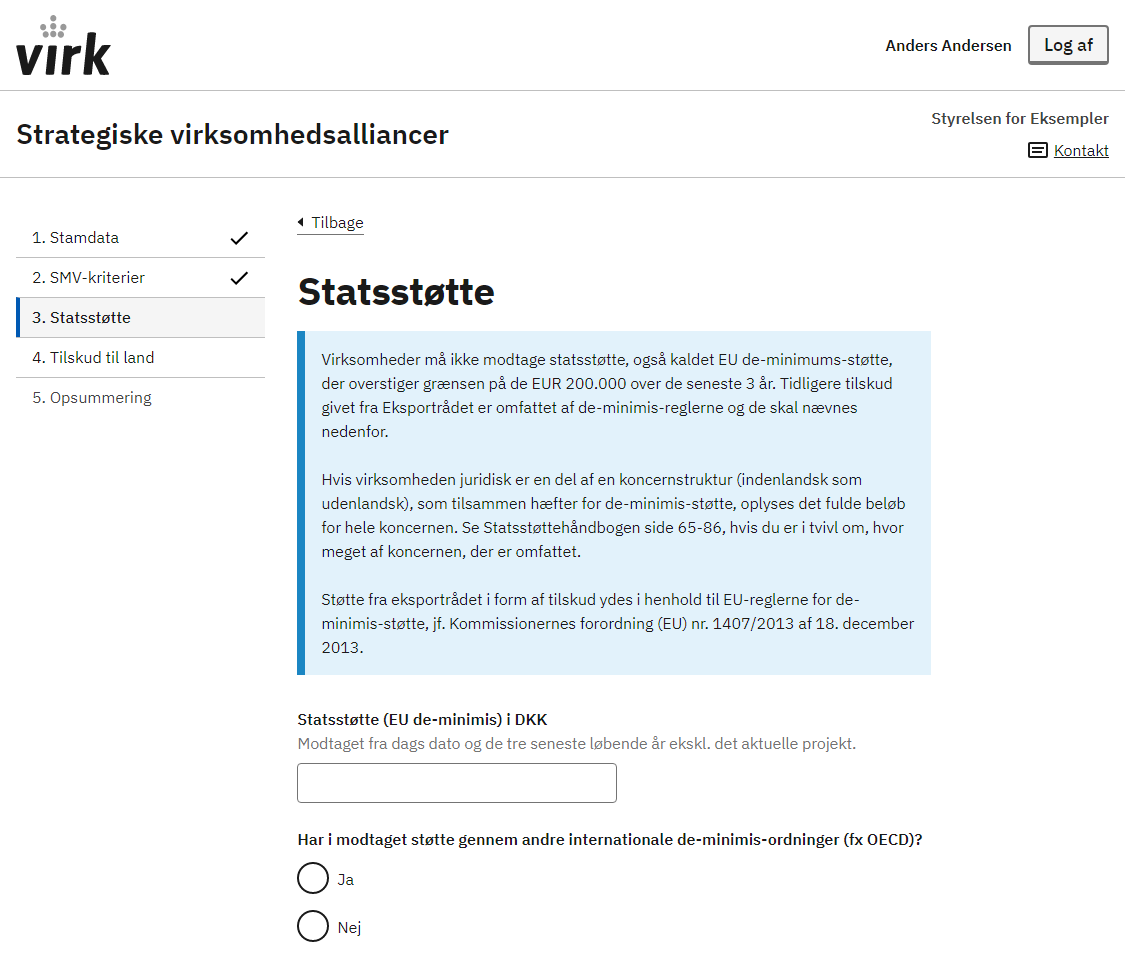 virk
Anders Andersen
Log af
Strategiske virksomhedsalliancer
Styrelsen for Eksempler
Kontakt
1. Stamdata
2. SMV-kriterier
3. Statsstøtte
4. Tilskud til land
5. Opsummering
Tilbage
Statsstøtte
Virksomheder må ikke modtage statsstøtte, også kaldet EU de-minimums-støtte,
der overstiger grænsen på de EUR 200.000 over de seneste 3 år. Tidligere tilskud
givet fra Eksportrådet er omfattet af de-minimis-reglerne og de skal nævnes
nedenfor.
Hvis virksomheden juridisk er en del af en koncernstruktur (indenlandsk som
udenlandsk), som tilsammen hæfter for de-minimis-støtte, oplyses det fulde beløb
for hele koncernen. Se Statsstøttehåndbogen side 65-86, hvis du er i tvivl om, hvor
meget af koncernen, der er omfattet.
Støtte fra eksportrådet i form af tilskud ydes i henhold til EU-reglerne for de-
minimis-støtte, jf. Kommissionernes forordning (EU) nr. 1407/2013 af 18. december
2013.
Statsstøtte (EU de-minimis) i DKK
Modtaget fra dags dato og de tre seneste løbende år ekskl. det aktuelle projekt.
Har i modtaget støtte gennem andre internationale de-minimis-ordninger (fx OECD)?
Ja
Nej